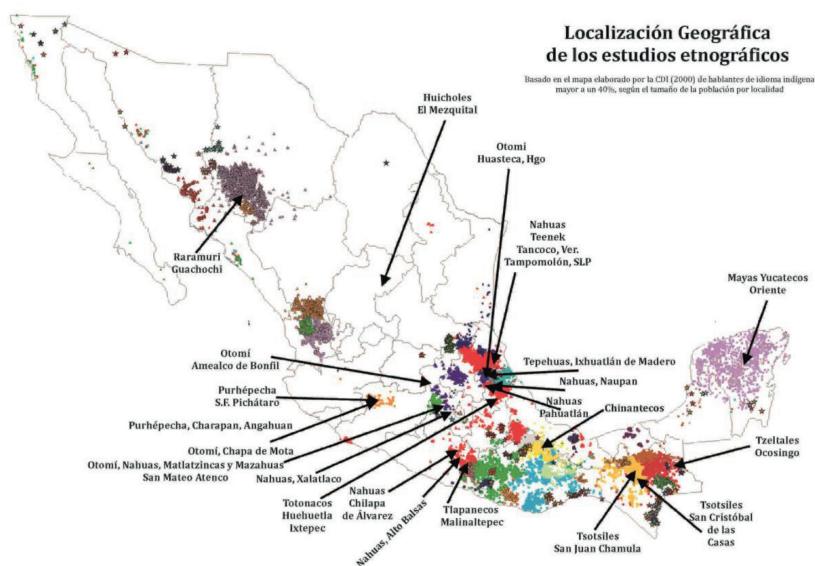 Localización Geográfica
de los estudios etnográficos
Basado en el mapa elaborado por la CDI (2000) de hablantes de idioma indígena
mayor a un 40%, según el tamaño de la población por localidad
Huicholes
El Mezquital
Otomi
Huasteca, Hgo
Nahuas
Teenek
Tancoco, Ver.
Tampomolón, SLP
Raramuri
Guachochi
Mayas Yucatecos
Oriente
Otomí
Amealco de Bonfil
Tepehuas, Ixhuatlán de Madero
Nahuas, Naupan
Purhépecha
S.F. Pichátaro
Nahuas
Pahuatlán
Chinantecos
Purhépecha, Charapan, Angahuan
Tzeltales
Ocosingo
Otomí, Chapa de Mota
Otomí, Nahuas, Matlatzincas y Mazahuas
San Mateo Atenco
Nahuas, Xalatlaco
Totonacos
Huehuetla
Ixtepec
Nahuas
Chilapa
de Álvarez
Nahuas, Alto Balsas
Tlapanecos
Malinaltepec
Tsotsiles
San Juan Chamula
Tsotsiles
San Cristóbal
de las
Casas